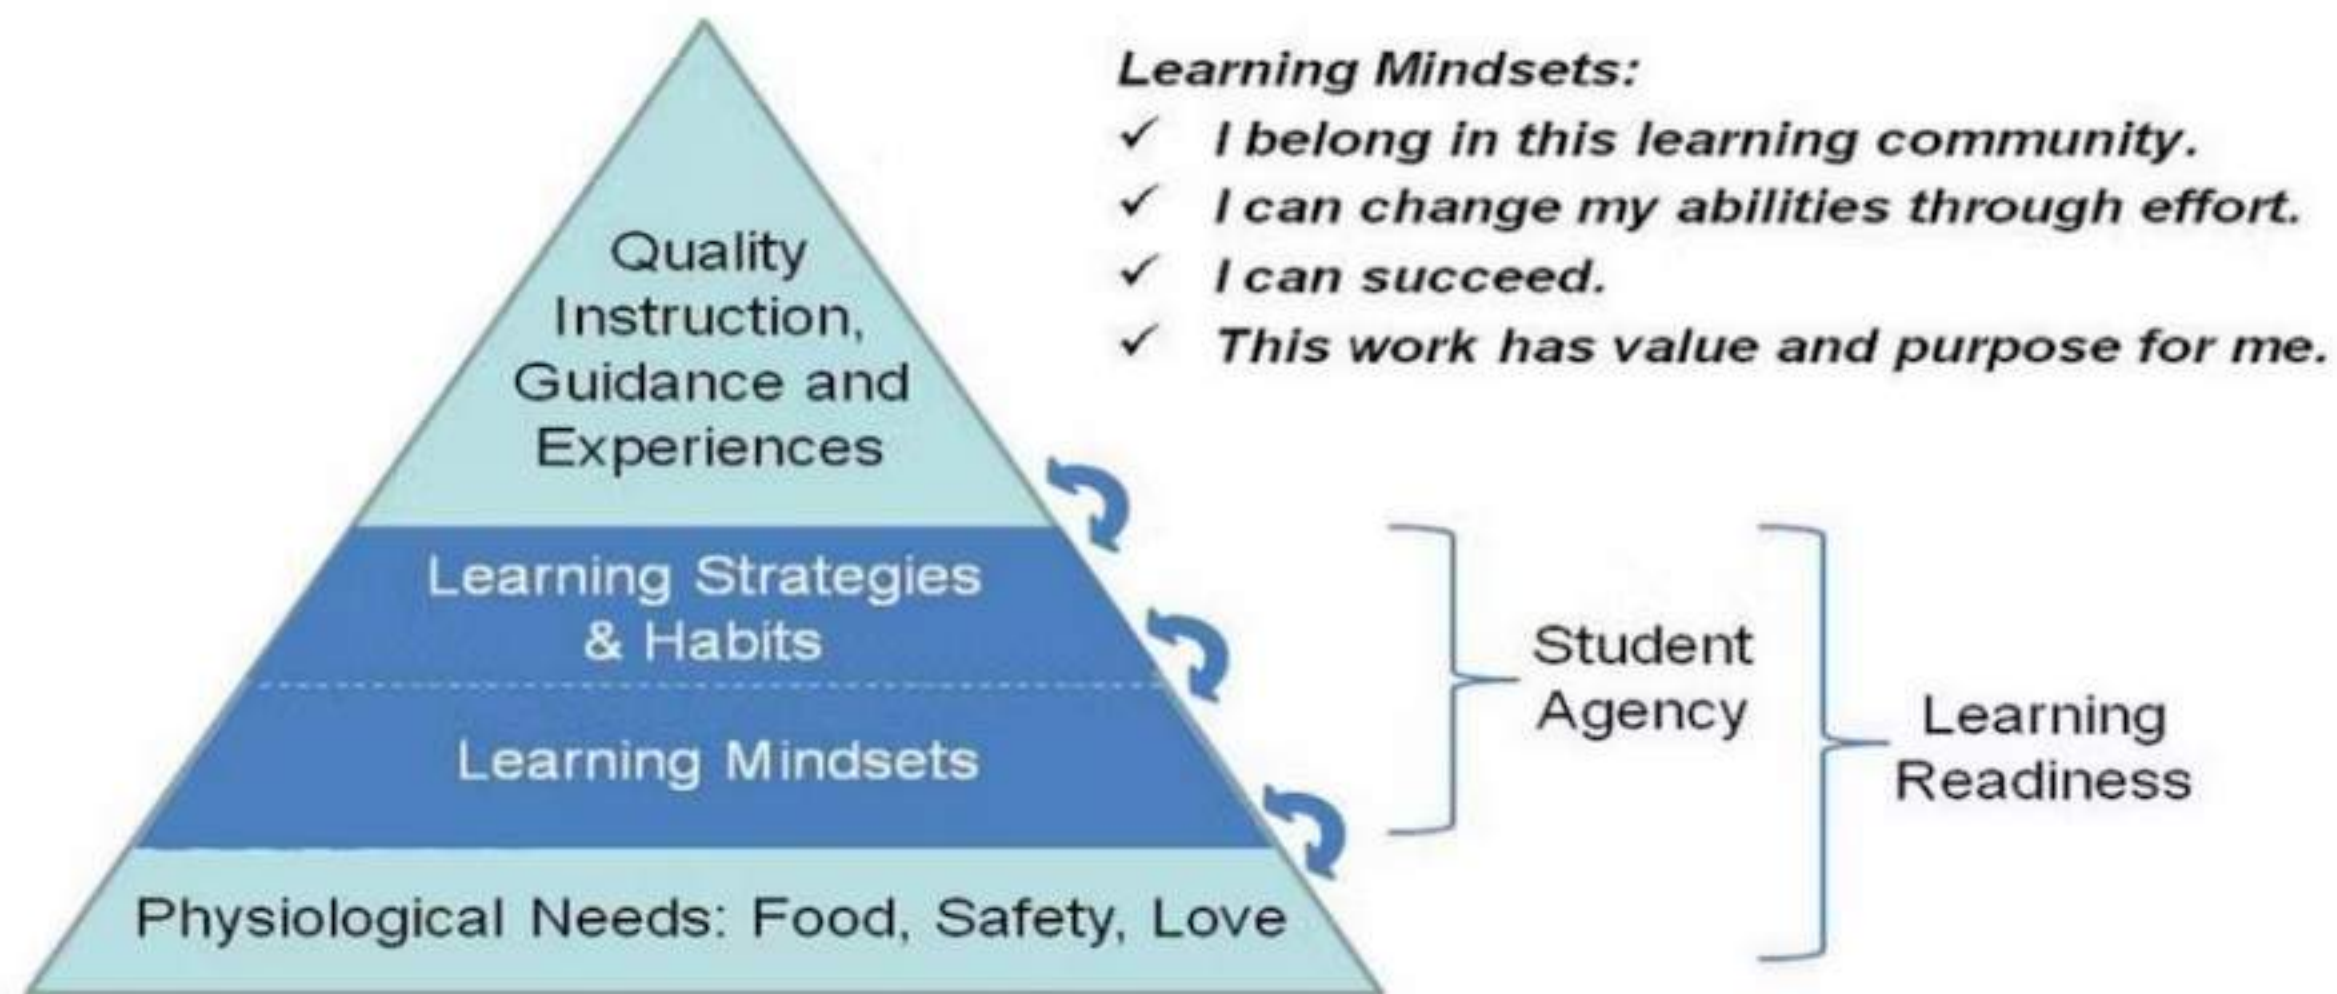 Quality
Instruction,
Guidance and
Experiences
Learning Strategies
& Habits
Learning Mindsets
Physiological Needs: Food, Safety, Love
Learning Mindsets:
✓ I belong in this learning community.
✓ I can change my abilities through effort.
✓ I can succeed.
✓ This work has value and purpose for me.
Student
Agency
Learning
Readiness